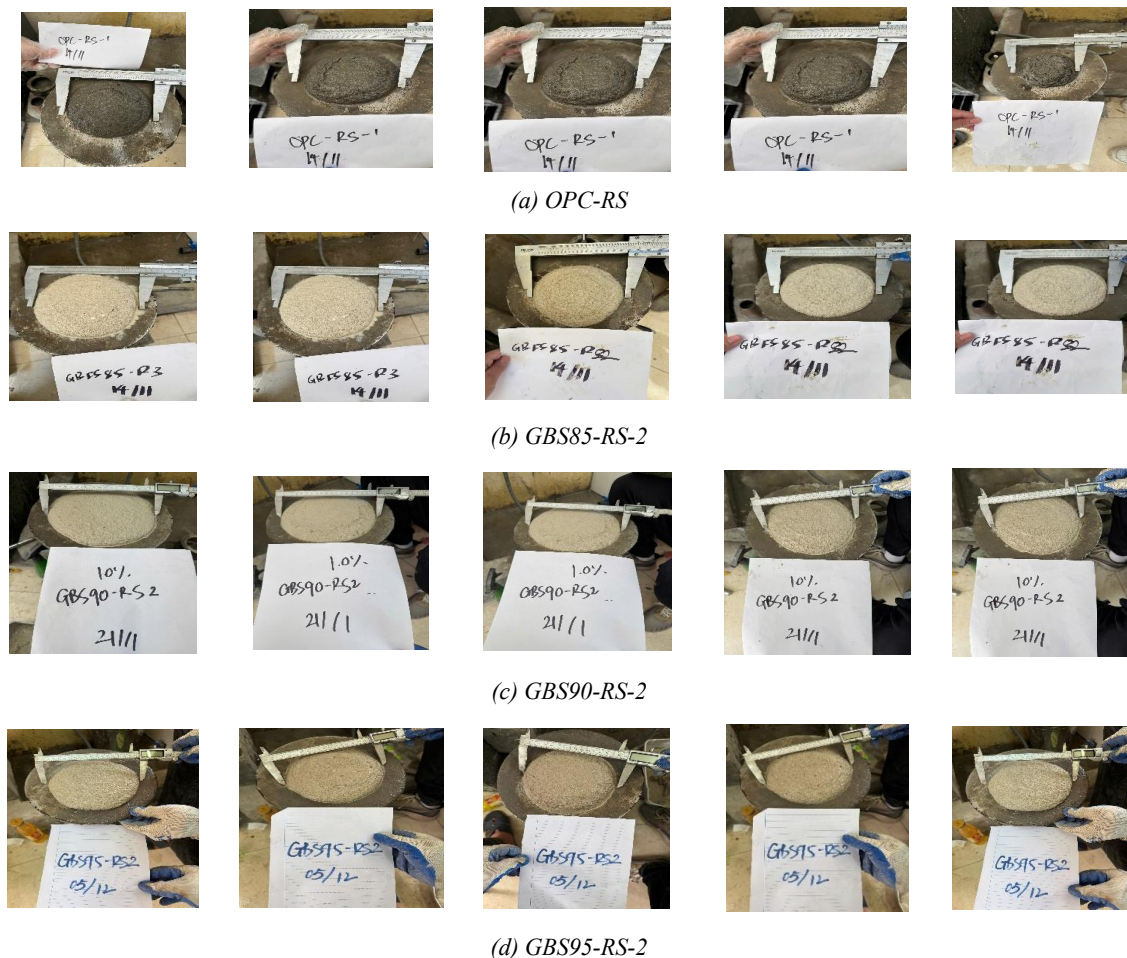 OPC-RS-1
14/11
OPC-RS-1
14/11
OPC-RS-1
14/11
OPC-RS-1
14/11
OPC-RS-1
14/11
(a) OPC-RS
GBFS85-R3
14/11
GBFS85-R3
14/11
GBFS85-RS2
14/11
GBFS85-RS2
14/11
GBFS85-RS2
14/11
(b) GBS85-RS-2
10%
GBS90-RS2
21/11
1.0%
GBS90-RS2
21/11
1.0%
GBS90-RS2
21/11
10%
GBS90-RS2
21/11
10%
GBS90-RS2
21/11
(c) GBS90-RS-2
GBS95-RS2
05/12
GBS95-RS2
05/12
GBS95-RS2
05/12
GBS95-RS2
05/12
GBS95-RS2
05/12
(d) GBS95-RS-2